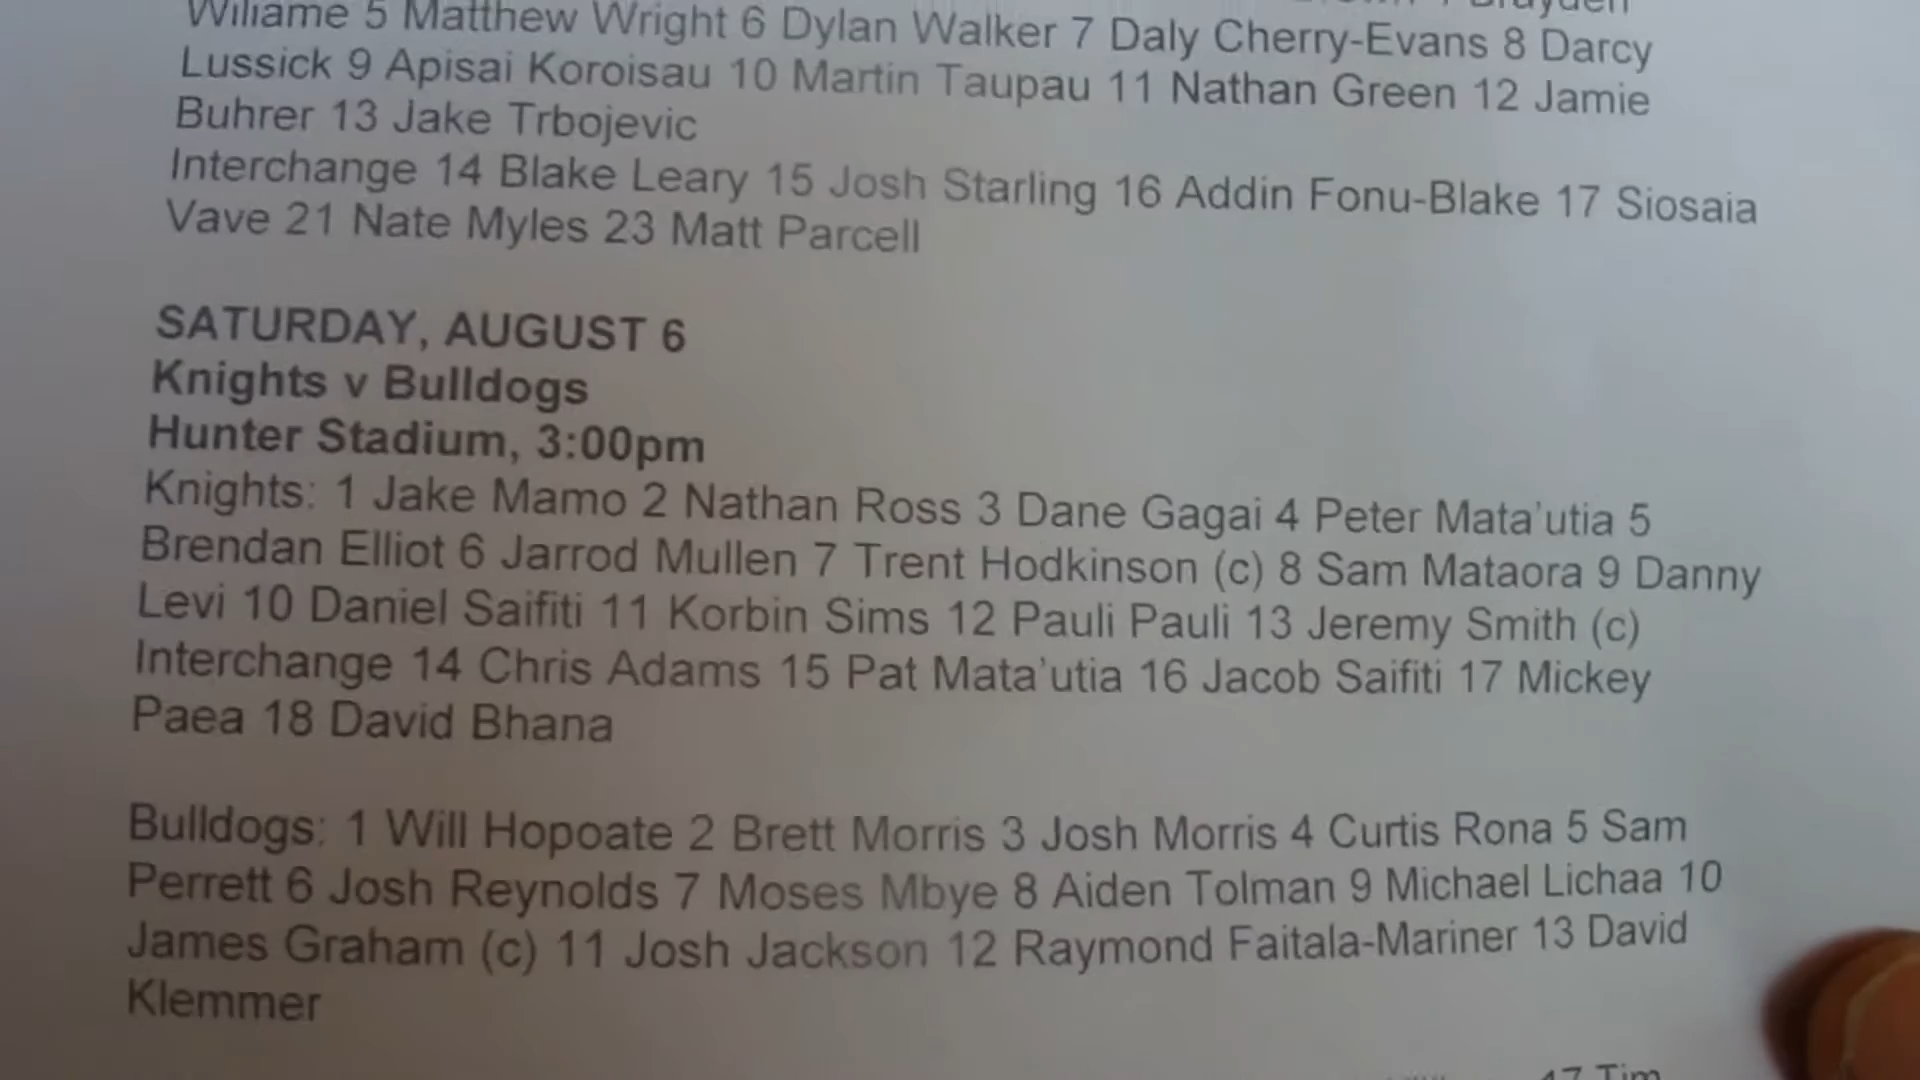 Williame 5 Matthew Wright 6 Dylan Walker 7 Daly Cherry-Evans 8 Darcy
Lussick 9 Apisai Koroisau 10 Martin Taupau 11 Nathan Green 12 Jamie
Buhrer 13 Jake Trbojevic
Interchange 14 Blake Leary 15 Josh Starling 16 Addin Fonu-Blake 17 Siosaia
Vave 21 Nate Myles 23 Matt Parcell
SATURDAY, AUGUST 6
Knights v Bulldogs
Hunter Stadium, 3:00pm
Knights: 1 Jake Mamo 2 Nathan Ross 3 Dane Gagai 4 Peter Mata'utia 5
Brendan Elliot 6 Jarrod Mullen 7 Trent Hodkinson (c) 8 Sam Mataora 9 Danny
Levi 10 Daniel Saifiti 11 Korbin Sims 12 Pauli Pauli 13 Jeremy Smith (c)
Interchange 14 Chris Adams 15 Pat Mata'utia 16 Jacob Saifiti 17 Mickey
Paea 18 David Bhana
Bulldogs: 1 Will Hopoate 2 Brett Morris 3 Josh Morris 4 Curtis Rona 5 Sam
Perrett 6 Josh Reynolds 7 Moses Mbye 8 Aiden Tolman 9 Michael Lichaa 10
James Graham (c) 11 Josh Jackson 12 Raymond Faitala-Mariner 13 David
Klemmer
17 Tim